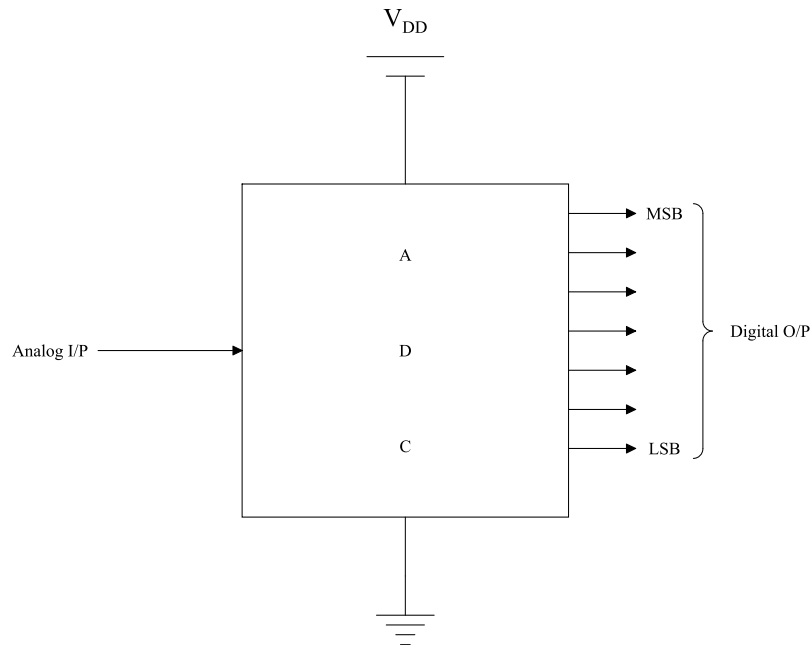 V_DD
A
D
C
Analog I/P
MSB
LSB
Digital O/P